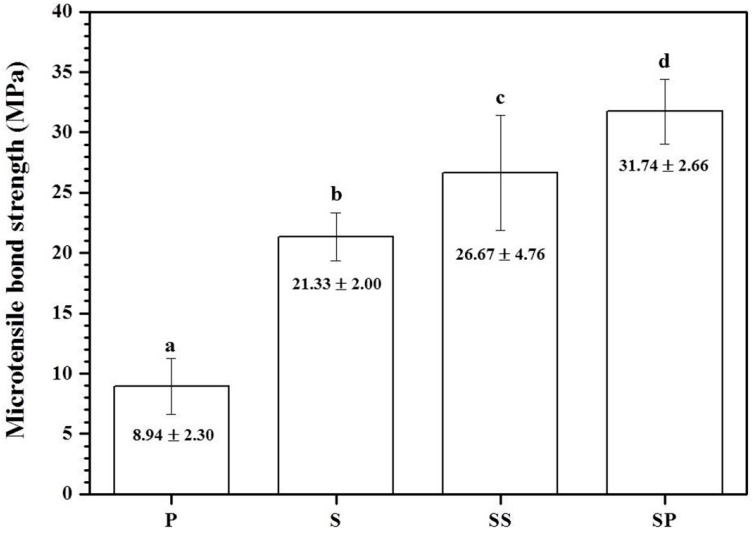 Microtensile bond strength (MPa)
40
35
30
25
20
15
10
5
0
a
b
c
d
8.94 ± 2.30
21.33 ± 2.00
26.67 ± 4.76
31.74 ± 2.66
P S SS SP